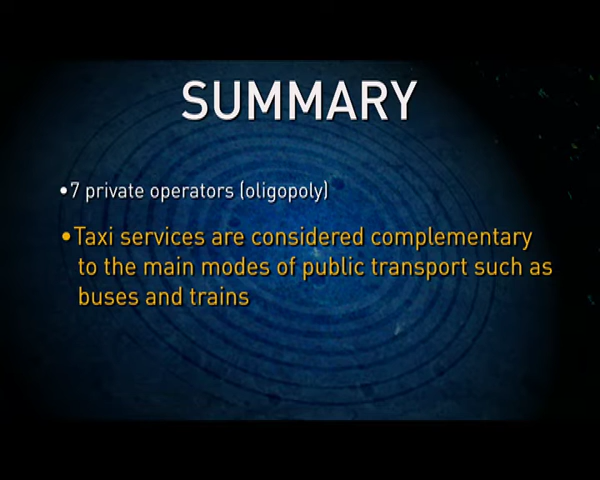 SUMMARY
•7 private operators (oligopoly)
•Taxi services are considered complementary
to the main modes of public transport such as
buses and trains